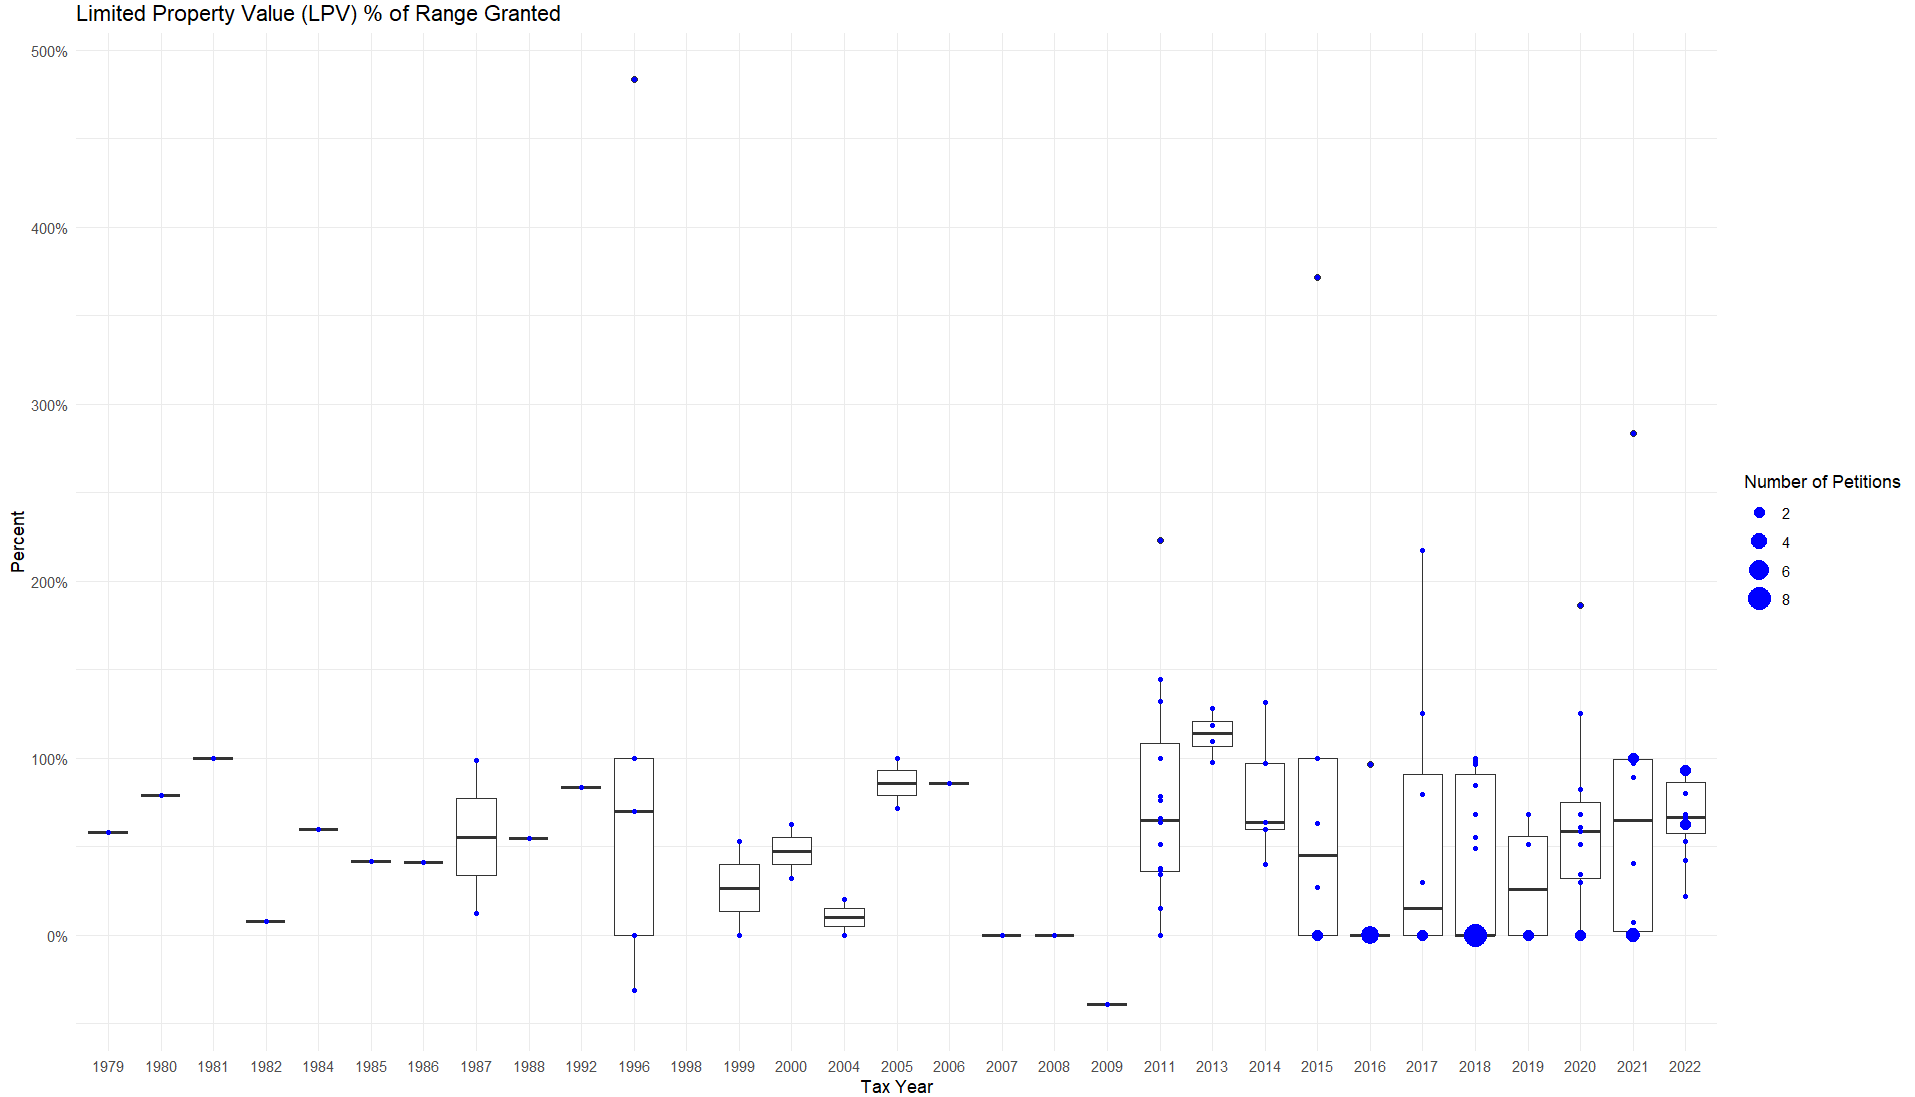 Limited Property Value (LPV) % of Range Granted
500%
400%
300%
200%
100%
0%
Percent
1979 1980 1981 1982 1984 1985 1986 1987 1988 1992 1996 1998 1999 2000 2004 2005 2006 2007 2008 2009 2011 2013 2014 2015 2016 2017 2018 2019 2020 2021 2022
Tax Year
Number of Petitions
2
4
6
8